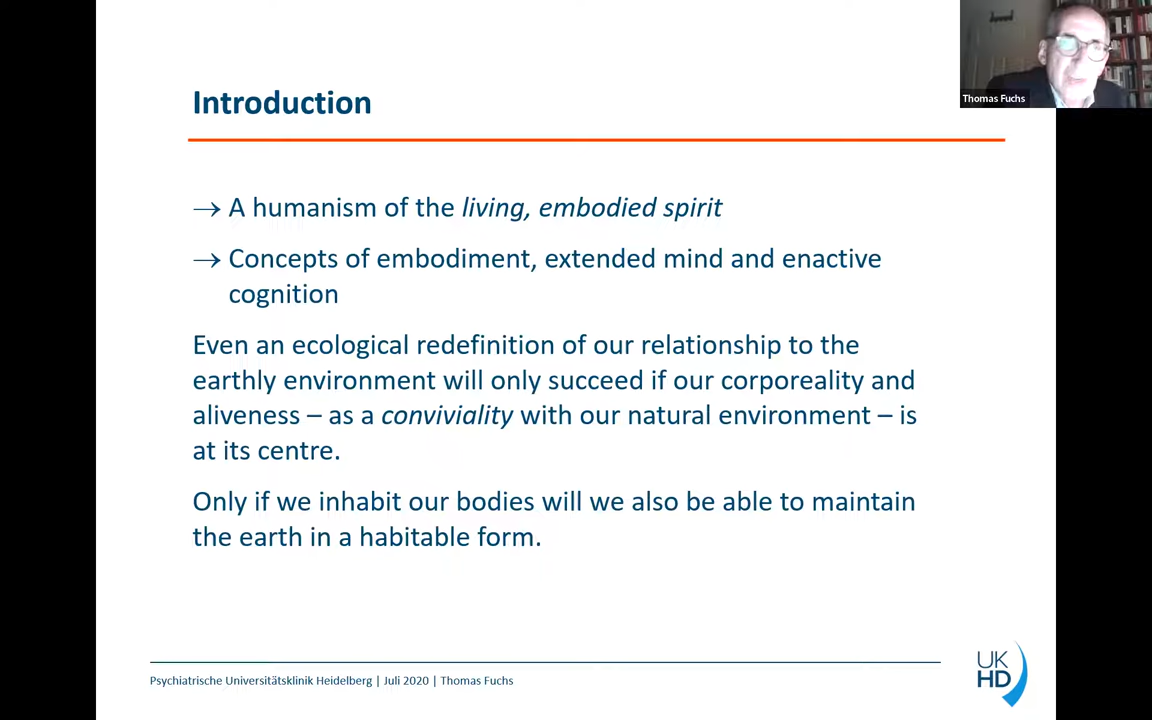 Thomas Fuchs
Introduction
→ A humanism of the living, embodied spirit
→ Concepts of embodiment, extended mind and enactive
cognition
Even an ecological redefinition of our relationship to the
earthly environment will only succeed if our corporeality and
aliveness – as a conviviality with our natural environment – is
at its centre.
Only if we inhabit our bodies will we also be able to maintain
the earth in a habitable form.
Psychiatrische Universitätsklinik Heidelberg | Juli 2020 | Thomas Fuchs
UK
HD